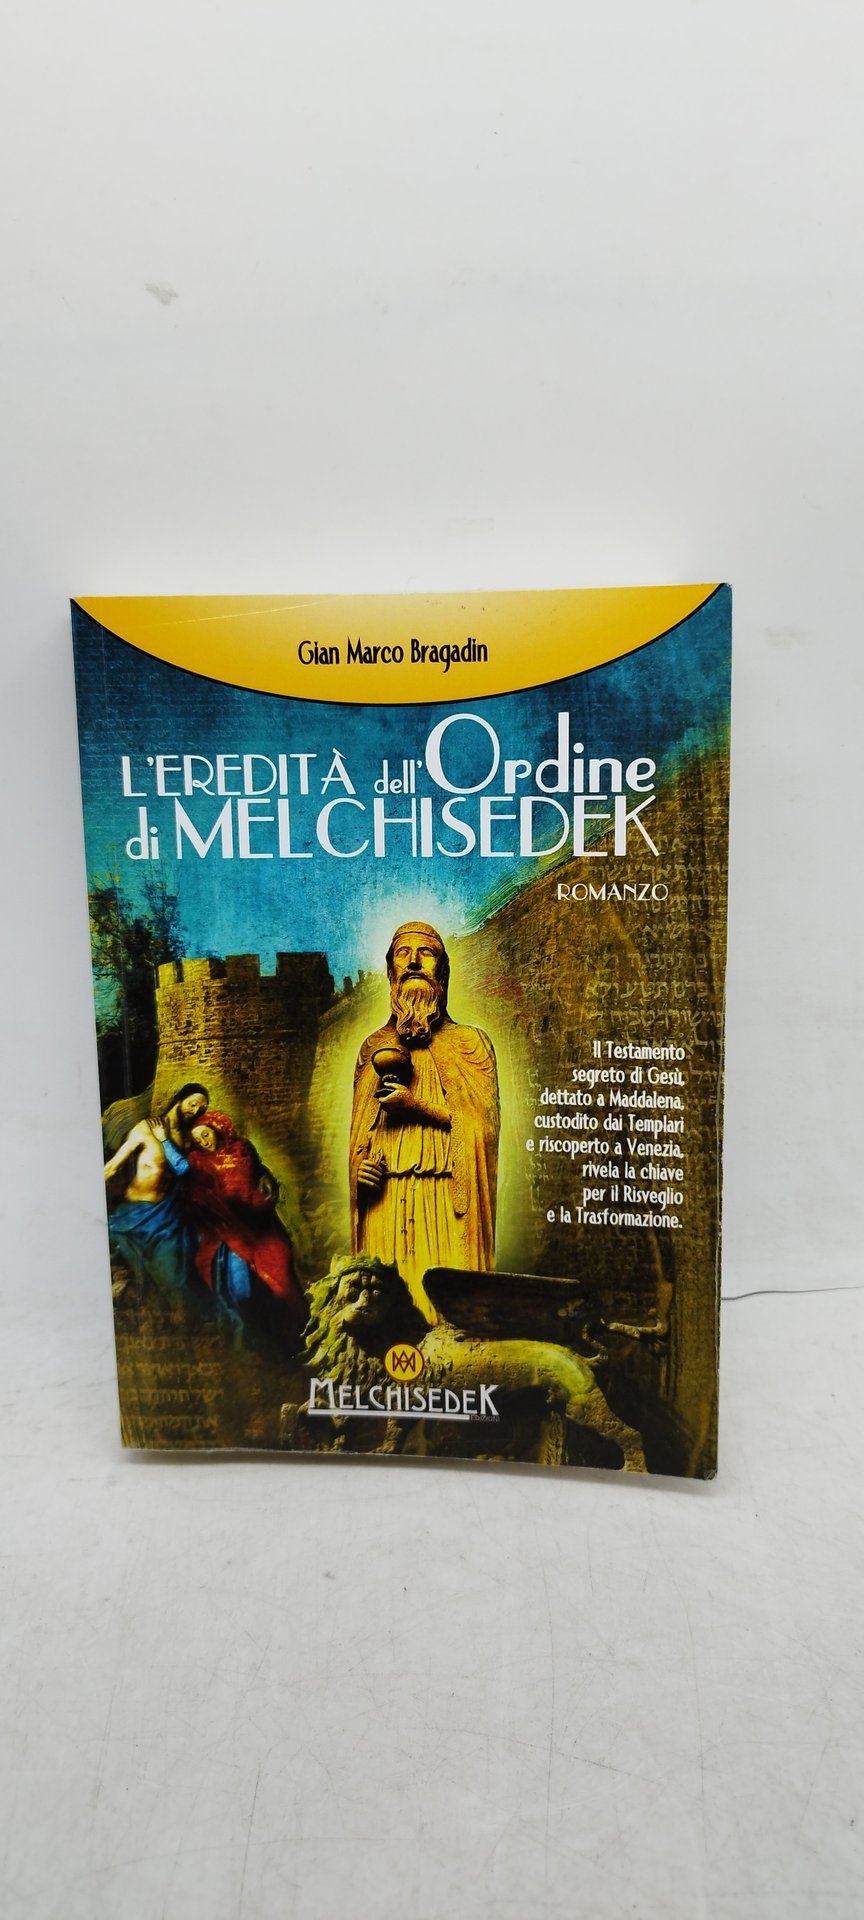 Gian Marco Bragadin
L'EREDITÀ dell'Ordine
di MELCHISEDEK
ROMANZO
Il Testamento
segreto di Gesù,
dettato a Maddalena,
custodito dai Templari
e riscoperto a Venezia,
rivela la chiave
per il Risveglio
e la Trasformazione.
MELCHISEDEK
EDIZIONI